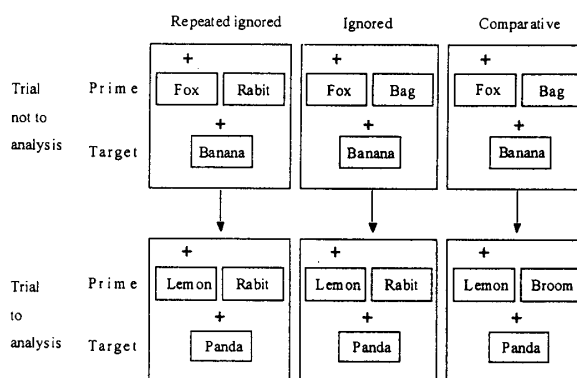 Repeated ignored Ignored Comparative
+ + +
Trial Prime Fox Rabit Fox Bag Fox Bag
not to + + +
analysis Target Banana Banana Banana
+ + +
Trial Prime Lemon Rabit Lemon Rabit Lemon Broom
to + + +
analysis Target Panda Panda Panda